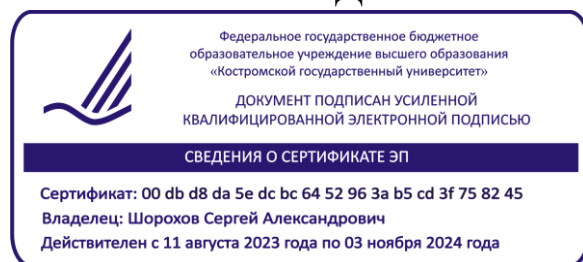 Федеральное государственное бюджетное
образовательное учреждение высшего образования
«Костромской государственный университет»
ДОКУМЕНТ ПОДПИСАН УСИЛЕННОЙ
КВАЛИФИЦИРОВАННОЙ ЭЛЕКТРОННОЙ ПОДПИСЬЮ
СВЕДЕНИЯ О СЕРТИФИКАТЕ ЭП
Сертификат: 00 db d8 da 5e dc bc 64 52 96 3a b5 cd 3f 75 82 45
Владелец: Шорохов Сергей Александрович
Действителен с 11 августа 2023 года по 03 ноября 2024 года